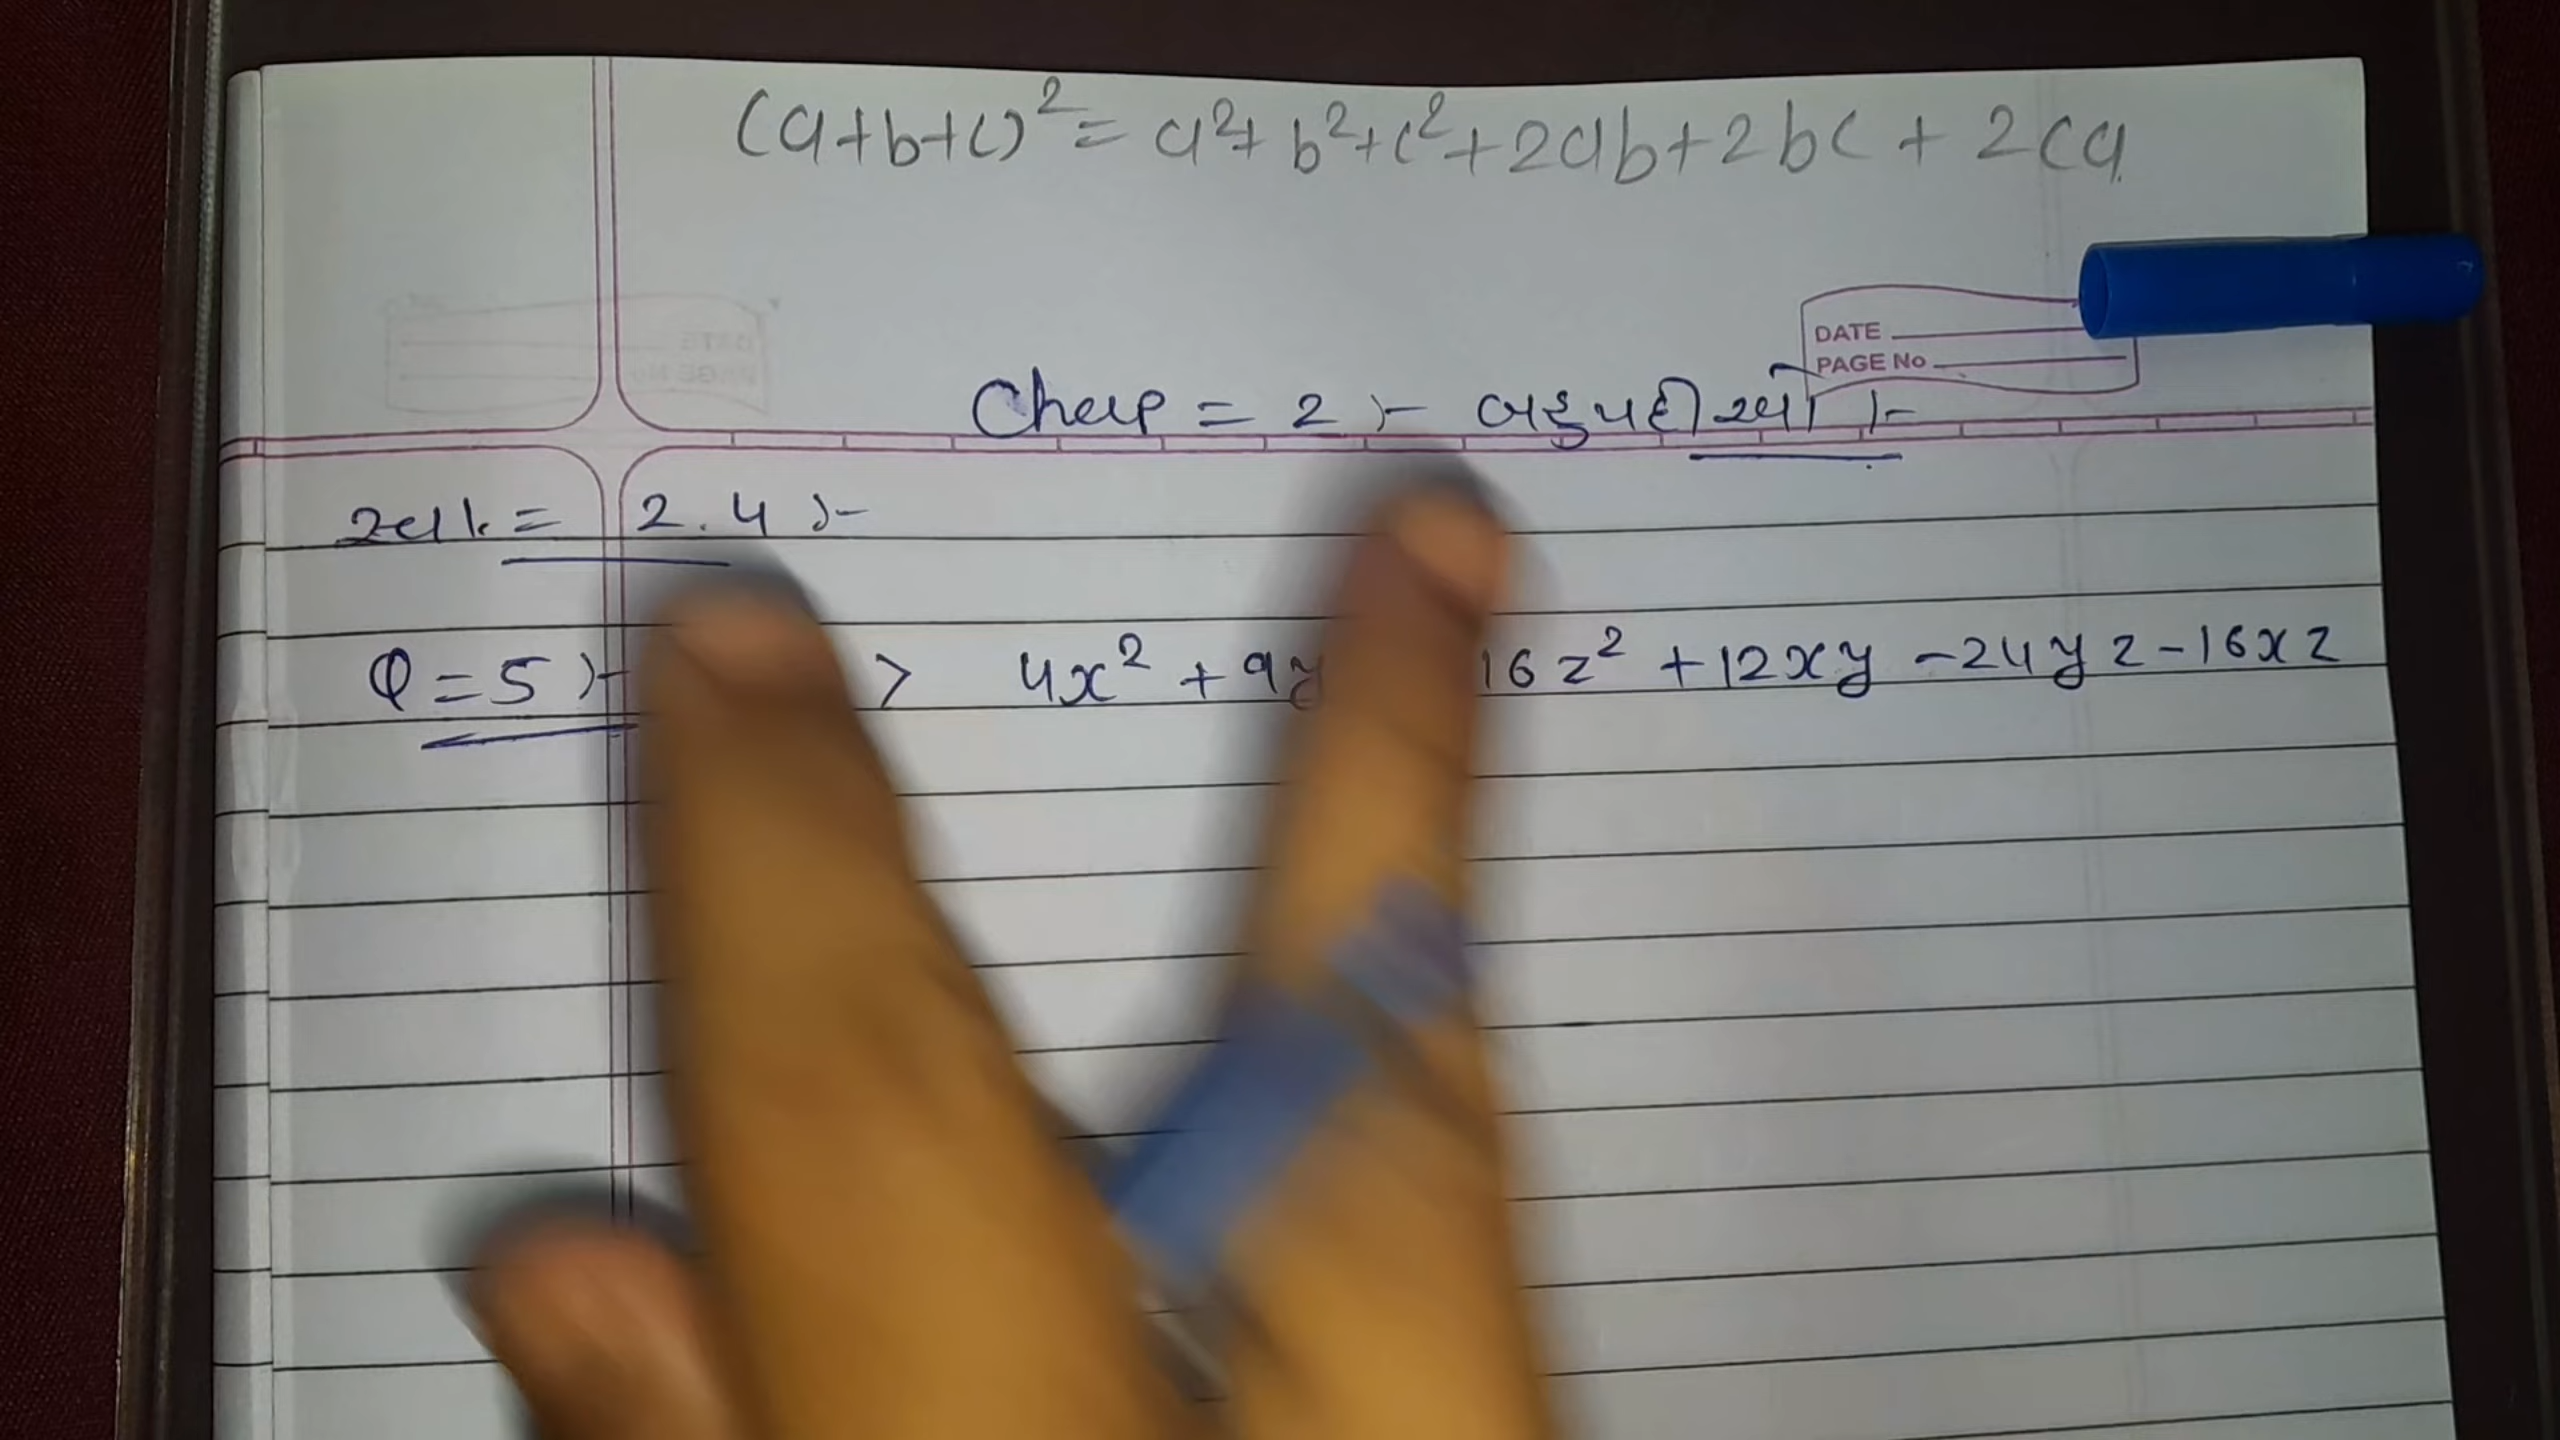 (a+b+c)² = a²+b²+c²+2ab+2bc+2ca
DATE
PAGE No
Chap = 2 :- બહુપદીઓ :-
2.4 :-
Q = 5 :- > 4x² + 9y 16z² +12xy -24yz -16xz